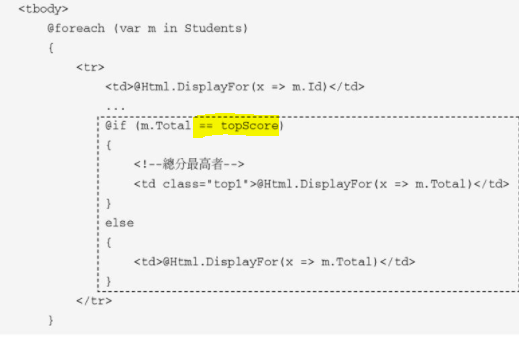 <tbody>
@foreach (var m in Students)
{
<tr>
<td>@Html.DisplayFor(x => m.Id)</td>
...
@if (m.Total == topScore)
{
<!--總分最高者-->
<td class="top1">@Html.DisplayFor(x => m.Total)</td>
}
else
{
<td>@Html.DisplayFor(x => m.Total)</td>
}
</tr>
}